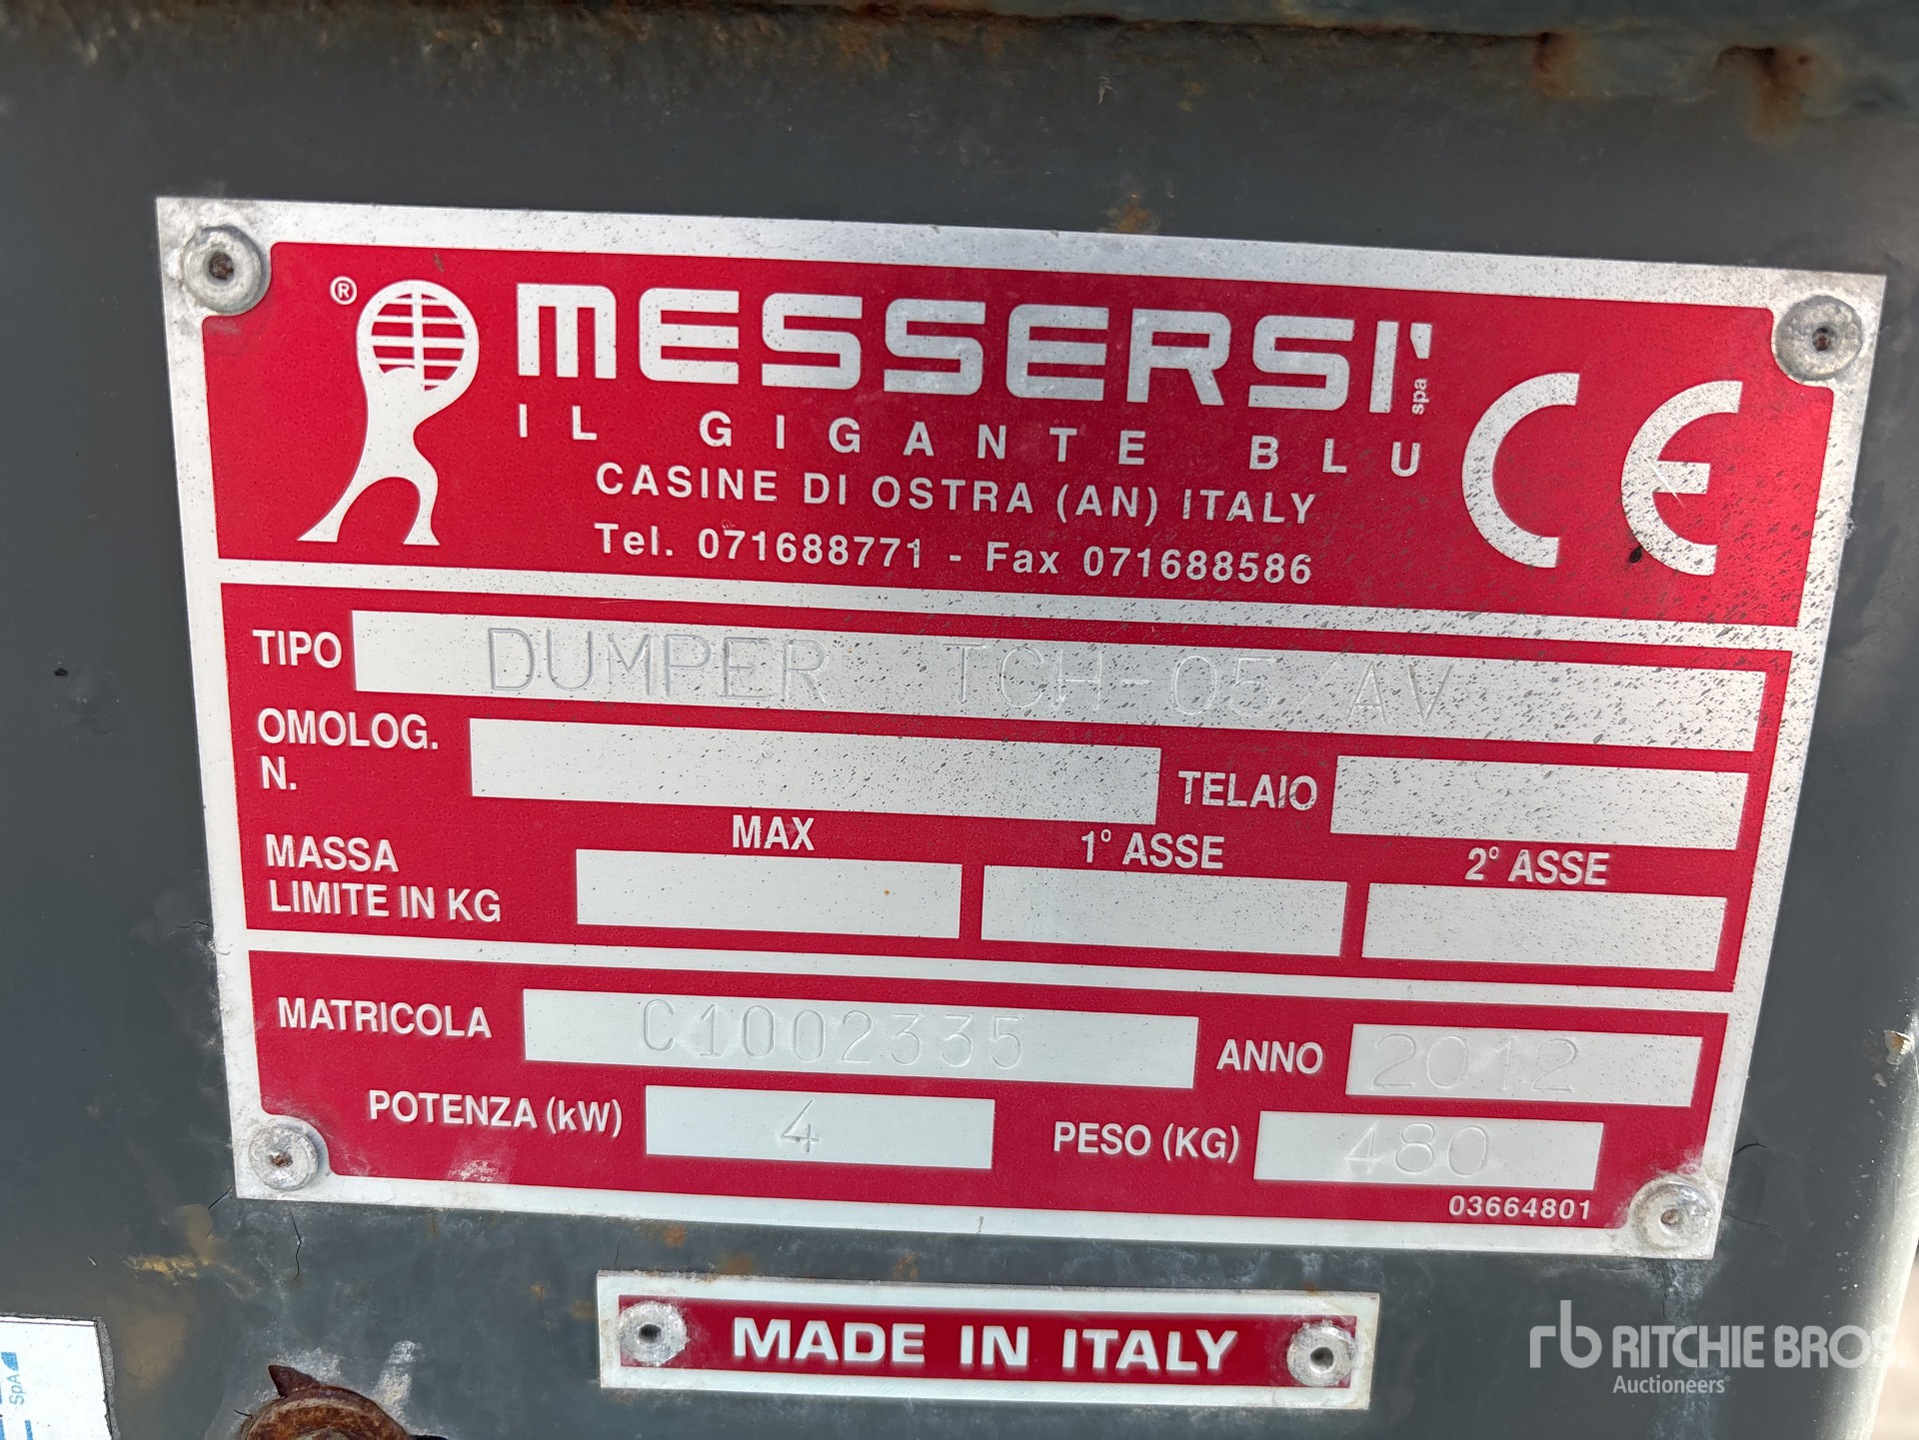 ® MESSERSI' spa
IL GIGANTE BLU
CASINE DI OSTRA (AN) ITALY
Tel. 071688771 - Fax 071688586
CE
TIPO DUMPER TCH-05/AV
OMOLOG. N. TELAIO
MASSA LIMITE IN KG MAX 1° ASSE 2° ASSE
MATRICOLA C1002335 ANNO 2012
POTENZA (kW) 4 PESO (KG) 480
03664801
MADE IN ITALY
SpA
rb RITCHIE BROS.
Auctioneers